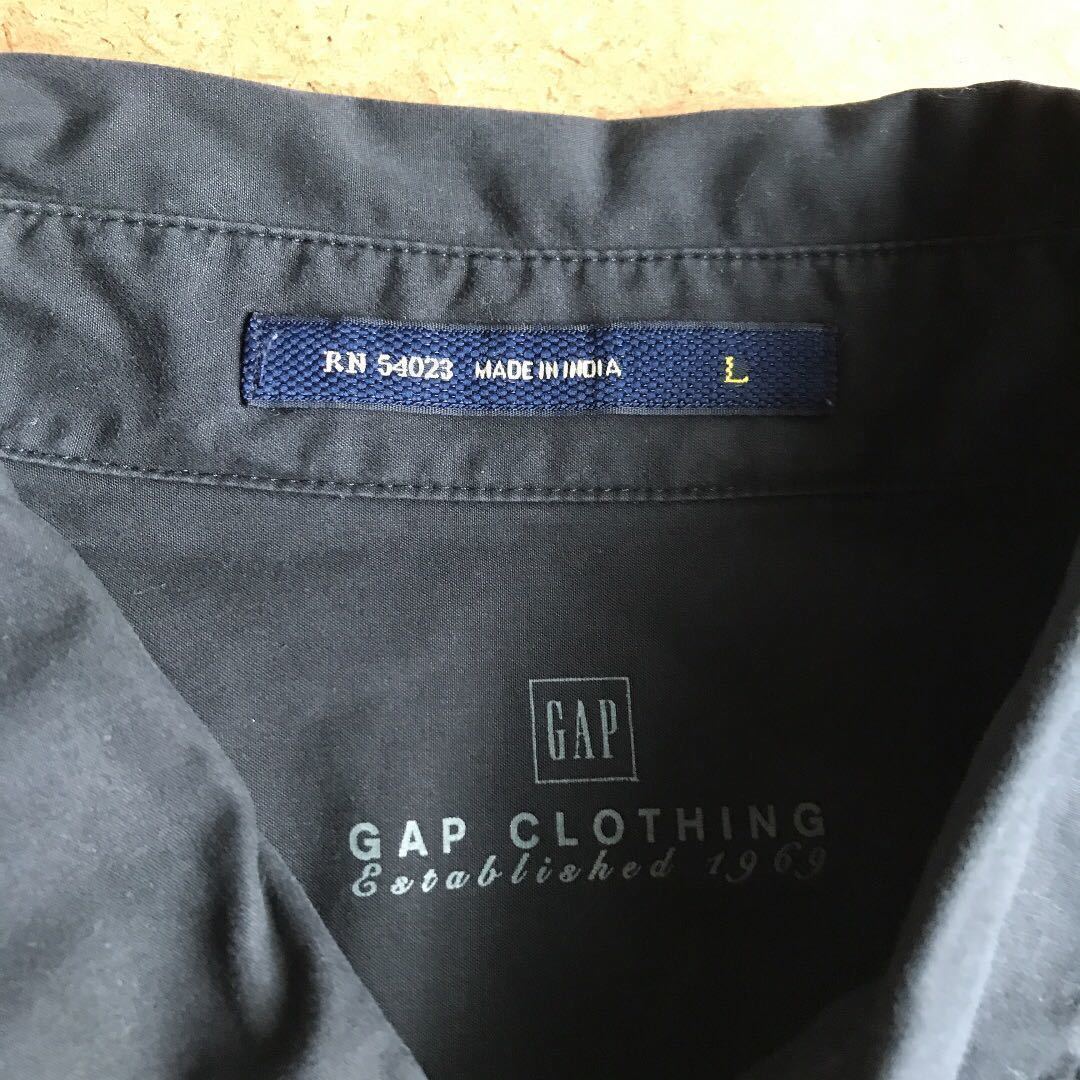 RN 54023 MADE IN INDIA L
GAP
GAP CLOTHING
Established 1969